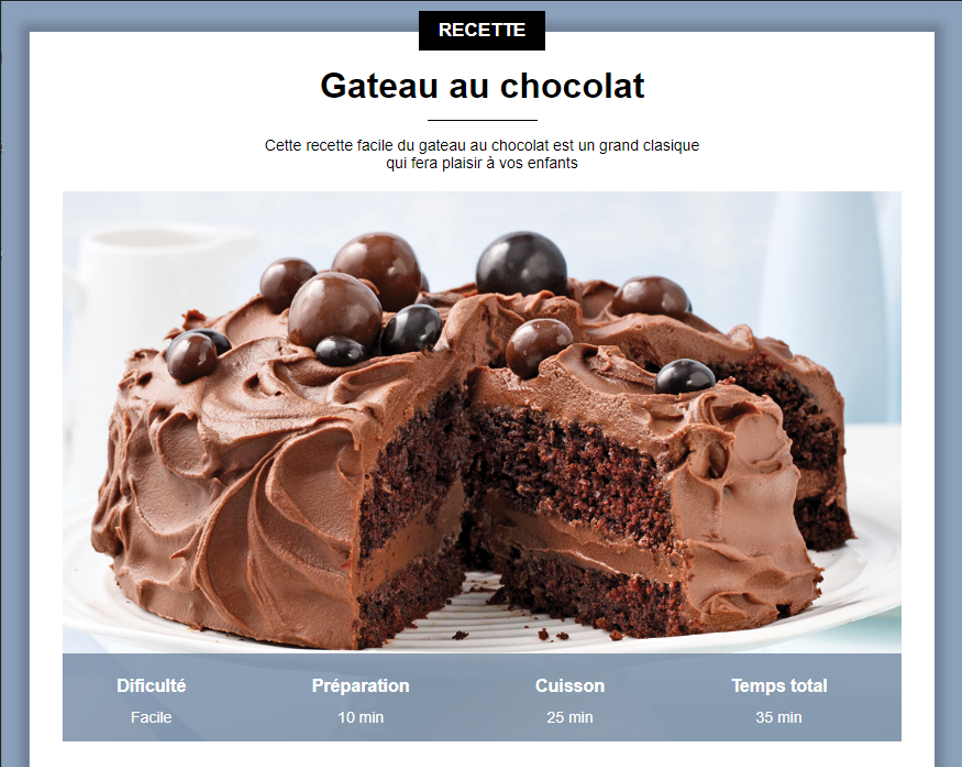 RECETTE
Gateau au chocolat
Cette recette facile du gateau au chocolat est un grand clasique
qui fera plaisir à vos enfants
Dificulté Préparation Cuisson Temps total
Facile 10 min 25 min 35 min